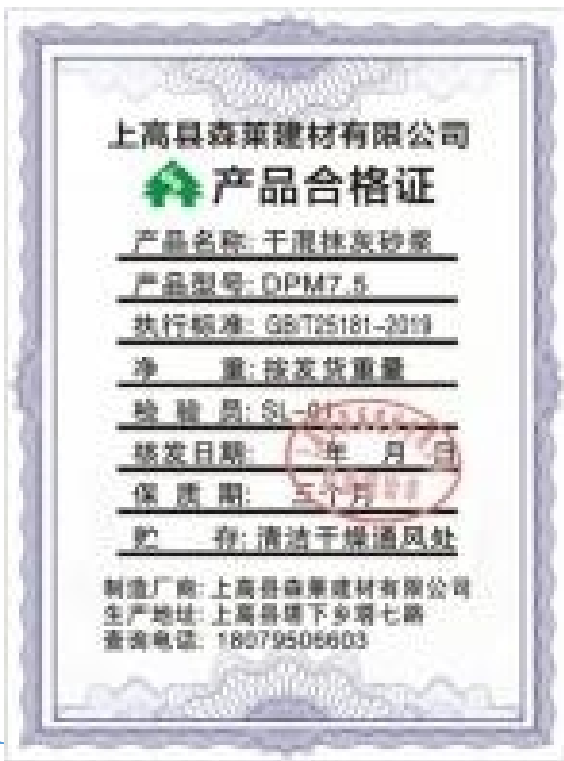 上高县森莱建材有限公司
产品合格证
产品名称: 干混抹灰砂浆
产品型号: DPM7.5
执行标准: GB/T25181-2019
净 重: 按发货重量
检 验 员: SL-01
核发日期: 年 月 日
保 质 期: 三个月
贮 存: 清洁干燥通风处
制造厂商: 上高县森莱建材有限公司
生产地址: 上高县塔下乡塔七路
查询电话: 18079506603